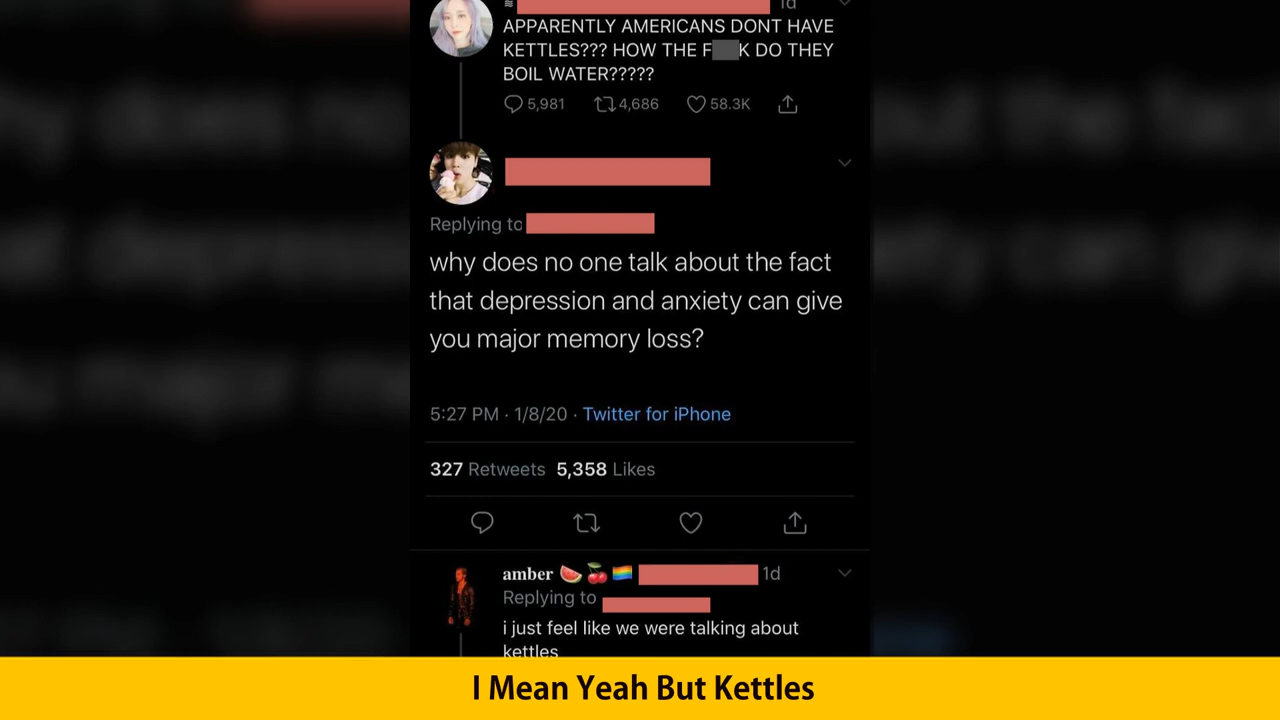 1d
APPARENTLY AMERICANS DONT HAVE
KETTLES??? HOW THE F K DO THEY
BOIL WATER?????
5,981 4,686 58.3K
Replying to
why does no one talk about the fact
that depression and anxiety can give
you major memory loss?
5:27 PM · 1/8/20 · Twitter for iPhone
327 Retweets 5,358 Likes
amber 🍉🍒🏳️‍🌈 1d
Replying to
i just feel like we were talking about
kettles
I Mean Yeah But Kettles